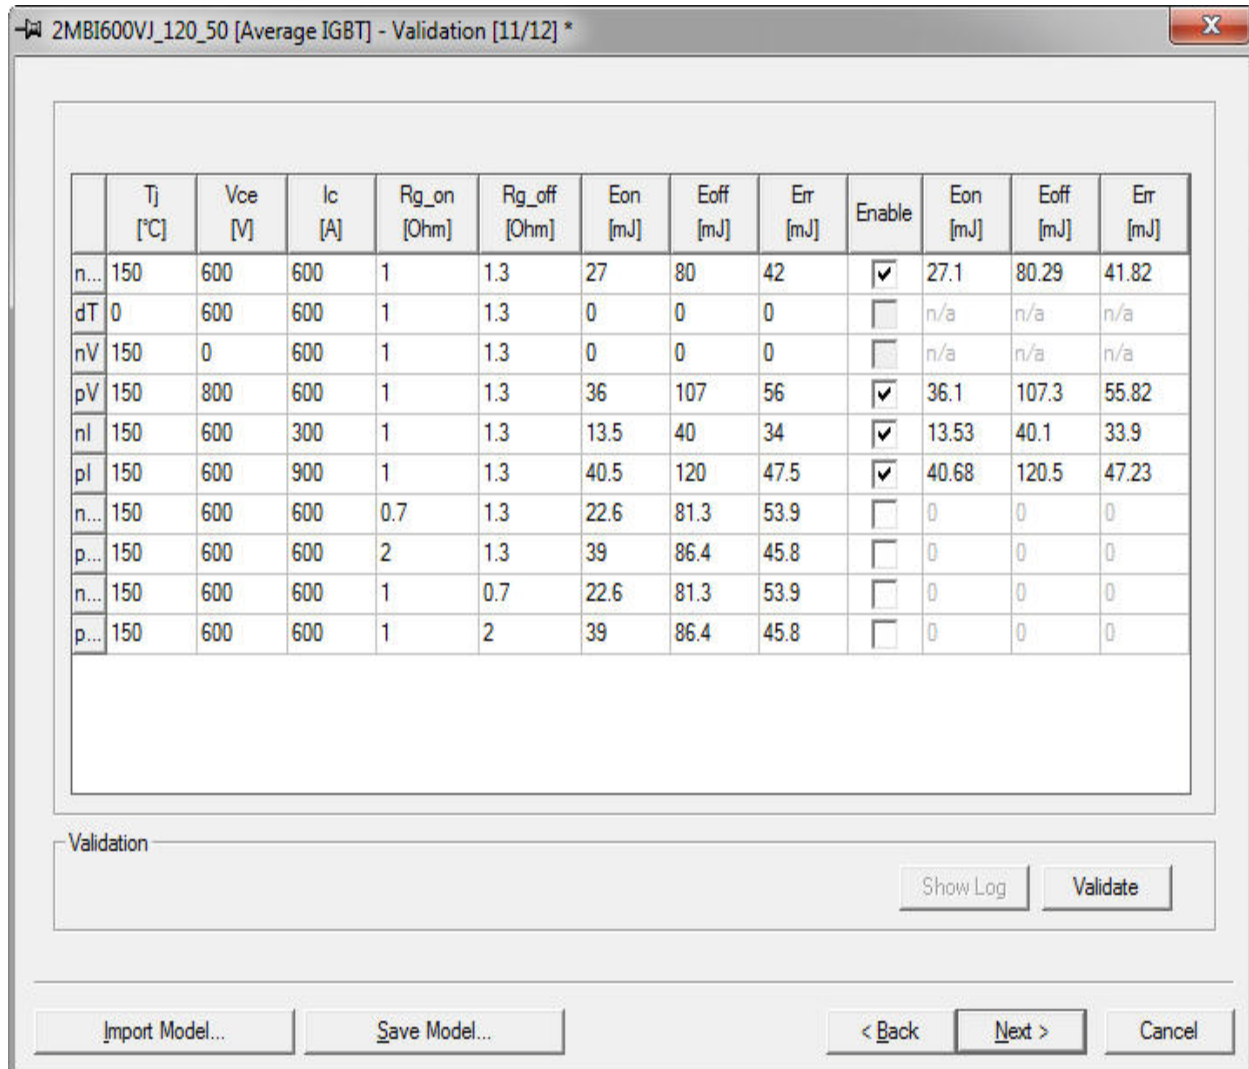 2MBI600VJ_120_50 [Average IGBT] - Validation [11/12] *
Tj [°C] Vce [V] Ic [A] Rg_on [Ohm] Rg_off [Ohm] Eon [mJ] Eoff [mJ] Err [mJ] Enable Eon [mJ] Eoff [mJ] Err [mJ]
n... 150 600 600 1 1.3 27 80 42 27.1 80.29 41.82
dT 0 600 600 1 1.3 0 0 0 n/a n/a n/a
nV 150 0 600 1 1.3 0 0 0 n/a n/a n/a
pV 150 800 600 1 1.3 36 107 56 36.1 107.3 55.82
nI 150 600 300 1 1.3 13.5 40 34 13.53 40.1 33.9
pI 150 600 900 1 1.3 40.5 120 47.5 40.68 120.5 47.23
n... 150 600 600 0.7 1.3 22.6 81.3 53.9 0 0 0
p... 150 600 600 2 1.3 39 86.4 45.8 0 0 0
n... 150 600 600 1 0.7 22.6 81.3 53.9 0 0 0
p... 150 600 600 1 2 39 86.4 45.8 0 0 0
Validation
Show Log Validate
Import Model... Save Model... < Back Next > Cancel